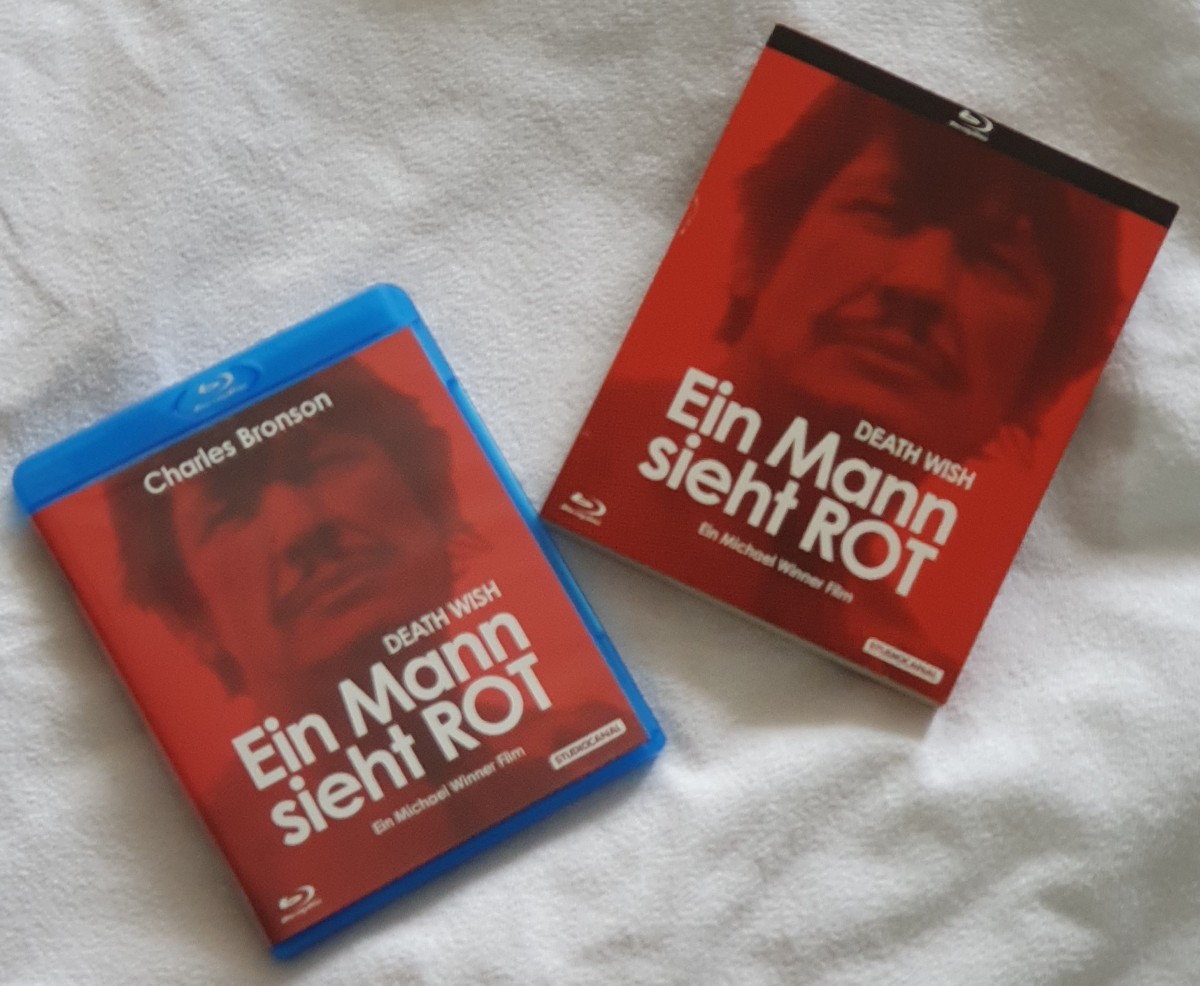 Charles Bronson
DEATH WISH
Ein Mann
sieht ROT
Ein Michael Winner Film
STUDIOCANAL
DEATH WISH
Ein Mann
sieht ROT
Ein Michael Winner Film
STUDIOCANAL